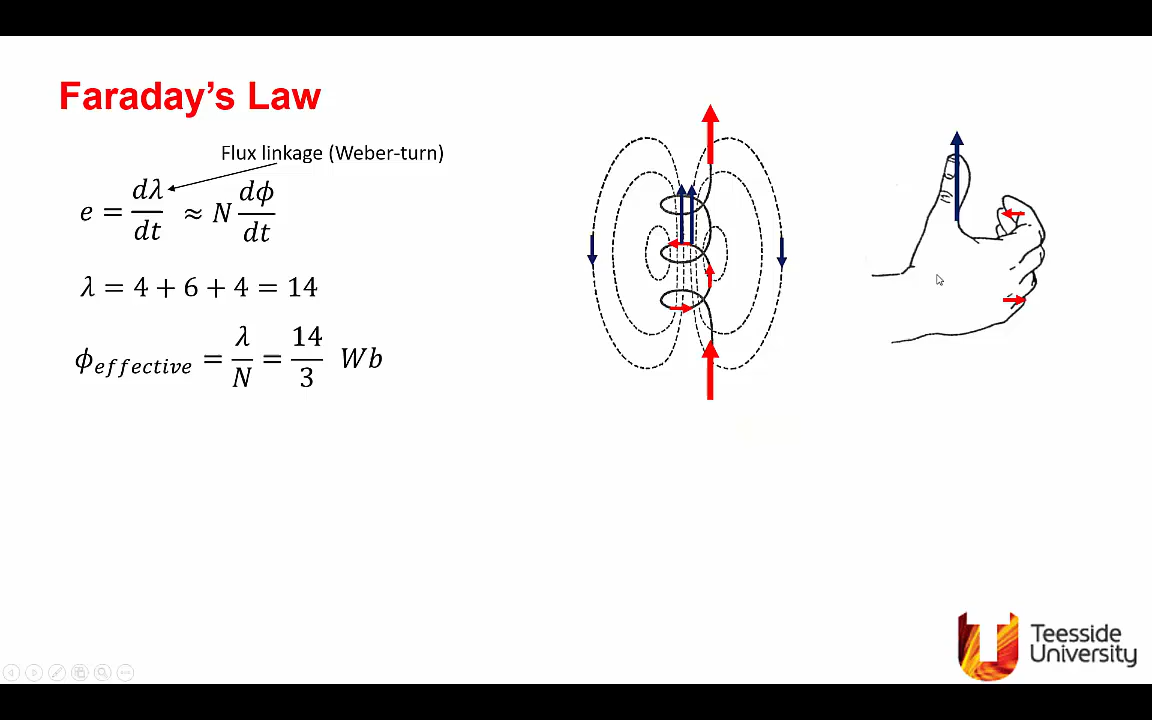 Faraday's Law
Flux linkage (Weber-turn)
e = dλ/dt ≈ N dϕ/dt
λ = 4 + 6 + 4 = 14
ϕ_effective = λ/N = 14/3 Wb
Teesside
University